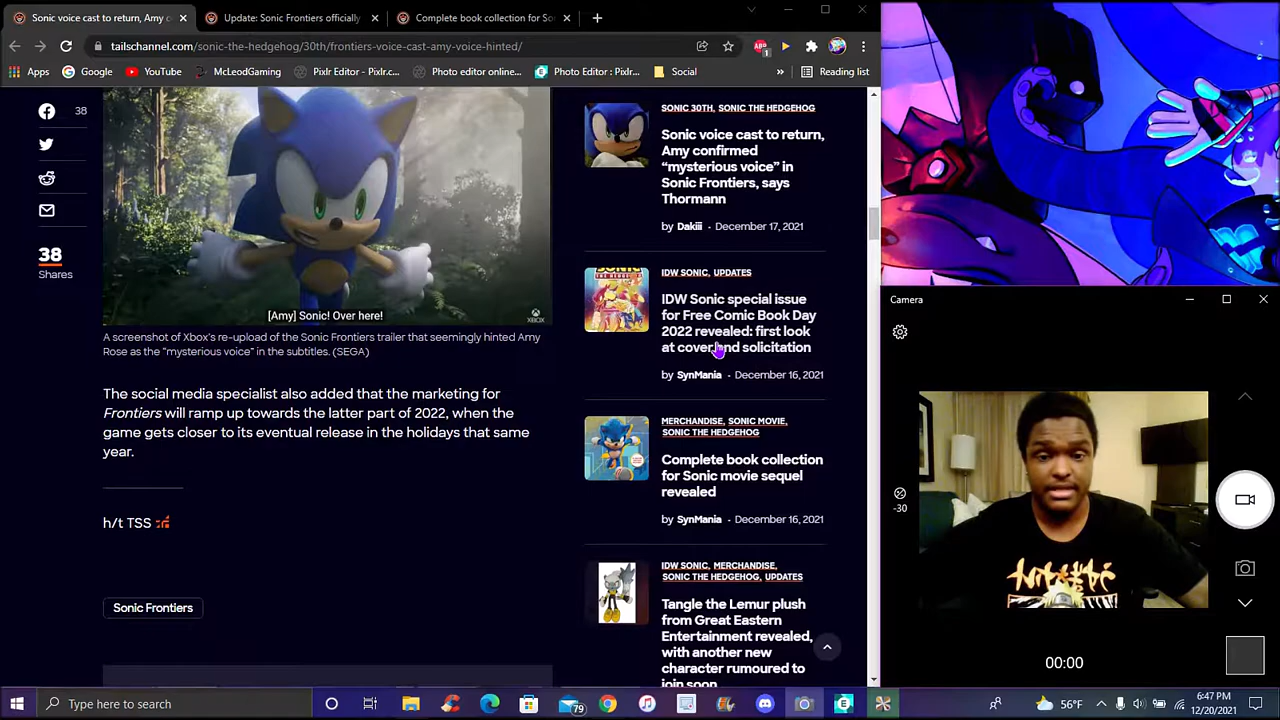 Sonic voice cast to return, Amy c
Update: Sonic Frontiers officially
Complete book collection for So
tailschannel.com/sonic-the-hedgehog/30th/frontiers-voice-cast-amy-voice-hinted/
Apps
Google
YouTube
McLeodGaming
Pixlr Editor - Pixlr.c...
Photo editor online...
Photo Editor : Pixlr...
Social
»
Reading list
38
38
Shares
[Amy] Sonic! Over here!
XBOX
A screenshot of Xbox's re-upload of the Sonic Frontiers trailer that seemingly hinted Amy
Rose as the "mysterious voice" in the subtitles. (SEGA)
The social media specialist also added that the marketing for
Frontiers will ramp up towards the latter part of 2022, when the
game gets closer to its eventual release in the holidays that same
year.
h/t TSS
Sonic Frontiers
SONIC 30TH, SONIC THE HEDGEHOG
Sonic voice cast to return,
Amy confirmed
"mysterious voice" in
Sonic Frontiers, says
Thormann
by Dakiii - December 17, 2021
IDW SONIC, UPDATES
IDW Sonic special issue
for Free Comic Book Day
2022 revealed: first look
at cover and solicitation
by SynMania - December 16, 2021
MERCHANDISE, SONIC MOVIE,
SONIC THE HEDGEHOG
Complete book collection
for Sonic movie sequel
revealed
by SynMania - December 16, 2021
IDW SONIC, MERCHANDISE,
SONIC THE HEDGEHOG, UPDATES
Tangle the Lemur plush
from Great Eastern
Entertainment revealed,
with another new
character rumoured to
join soon
Camera
-30
00:00
Type here to search
79
56°F
6:47 PM
12/20/2021